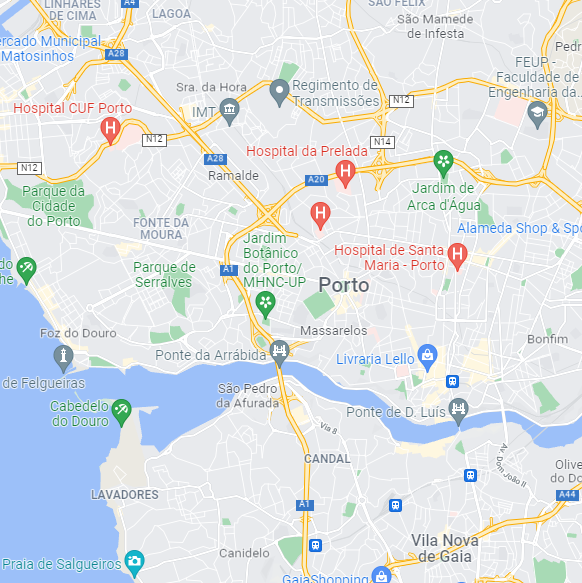 LINHARES
DE CIMA
A4
LAGOA
SÃO FÉLIX
São Mamede
de Infesta
Mercado Municipal
Matosinhos
A28
Pedr
FEUP -
Faculdade de
Engenharia da...
Sra. da Hora
Regimento de
Transmissões
N12
IMT
Hospital CUF Porto
N12
N14
Hospital da Prelada
A28
N12
Ramalde
A20
Jardim de
Arca d'Água
Parque da
Cidade
do Porto
FONTE DA
MOURA
Alameda Shop & Spo
Jardim
Botânico
do Porto/
MHNC-UP
Hospital de Santa
Maria - Porto
do
he
Parque de
Serralves
A1
Porto
Foz do Douro
Massarelos
Bonfim
Ponte da Arrábida
Livraria Lello
de Felgueiras
São Pedro
da Afurada
Cabedelo
do Douro
Ponte de D. Luís
Via 8
Av. Dom João II
CANDAL
Olive
do Do
LAVADORES
A1
A44
Vila Nova
de Gaia
Canidelo
Praia de Salgueiros
GaiaShopping